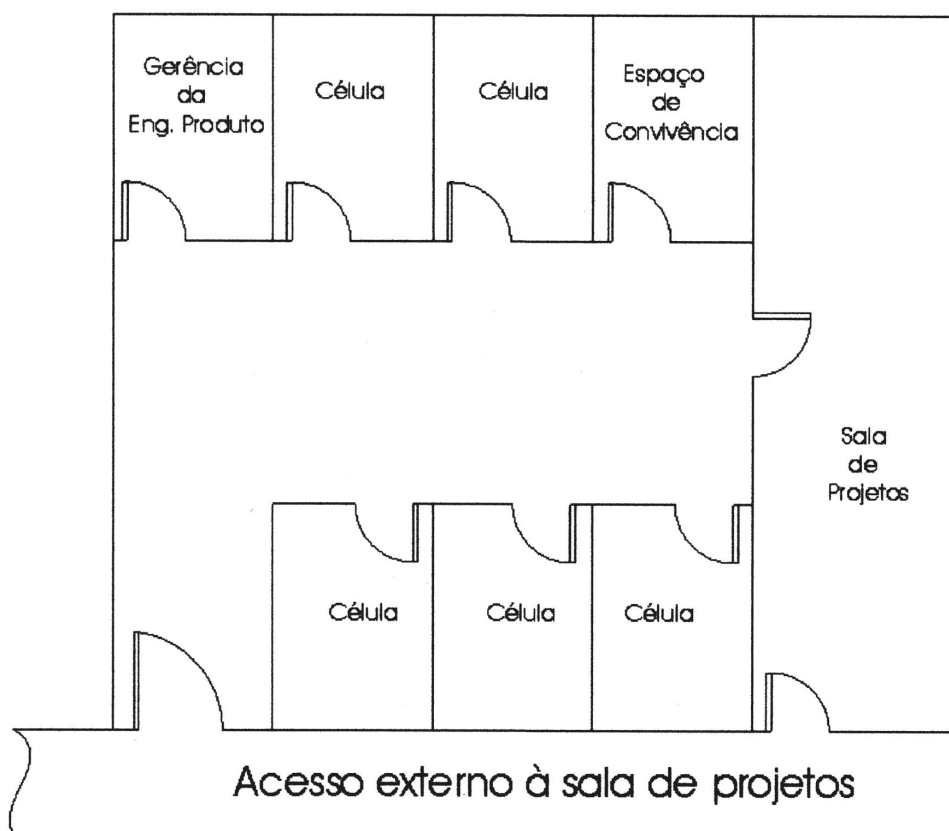 Gerência
da
Eng. Produto
Célula
Célula
Espaço
de
Convivência
Sala
de
Projetos
Célula
Célula
Célula
Acesso externo à sala de projetos